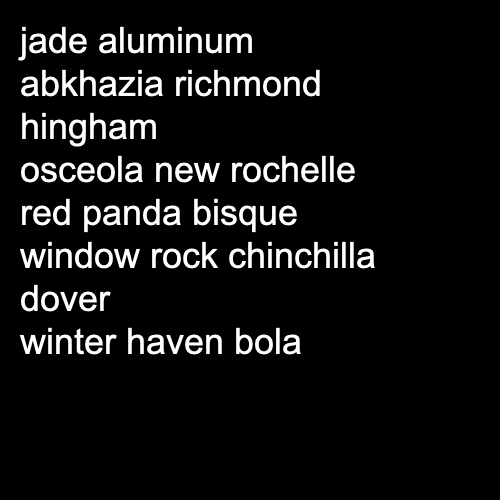 jade aluminum
abkhazia richmond
hingham
osceola new rochelle
red panda bisque
window rock chinchilla
dover
winter haven bola